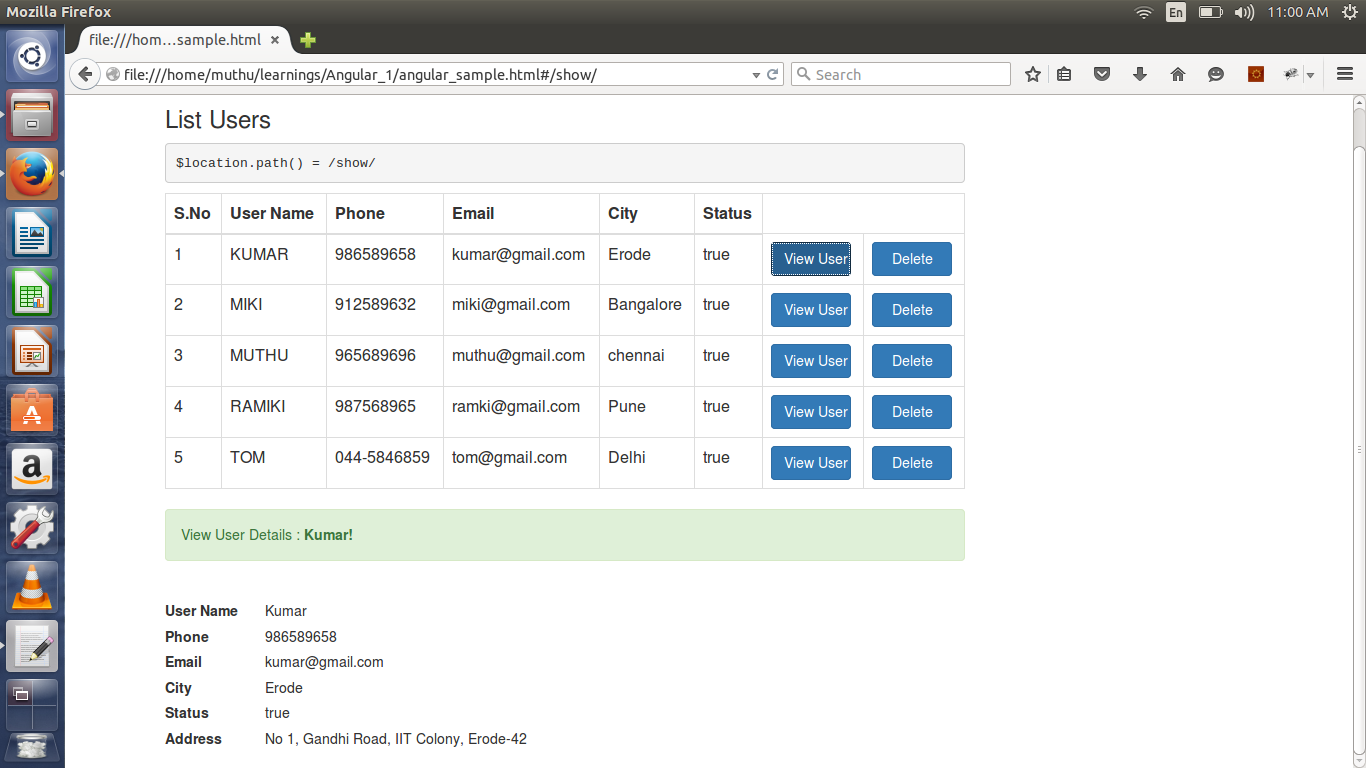 Mozilla Firefox
En
11:00 AM
file:///hom...sample.html
file:///home/muthu/learnings/Angular_1/angular_sample.html#/show/
Search
List Users
$location.path() = /show/
S.No User Name Phone Email City Status
1 KUMAR 986589658 kumar@gmail.com Erode true View User Delete
2 MIKI 912589632 miki@gmail.com Bangalore true View User Delete
3 MUTHU 965689696 muthu@gmail.com chennai true View User Delete
4 RAMIKI 987568965 ramki@gmail.com Pune true View User Delete
5 TOM 044-5846859 tom@gmail.com Delhi true View User Delete
View User Details : Kumar!
User Name Kumar
Phone 986589658
Email kumar@gmail.com
City Erode
Status true
Address No 1, Gandhi Road, IIT Colony, Erode-42